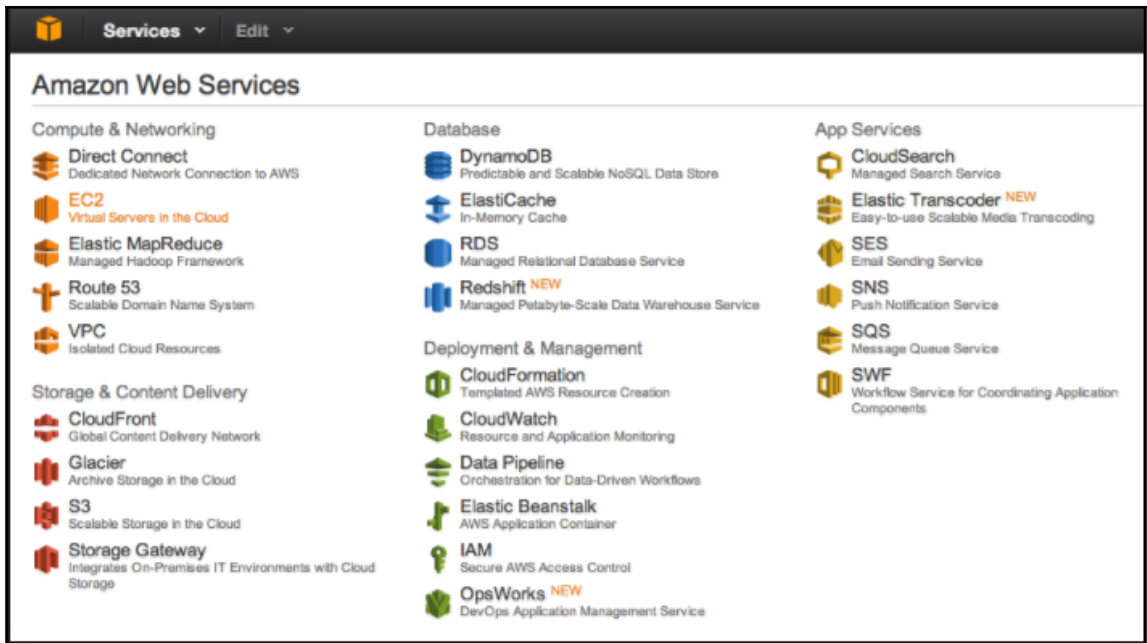 Services Edit
Amazon Web Services
Compute & Networking
Direct Connect
Dedicated Network Connection to AWS
EC2
Virtual Servers in the Cloud
Elastic MapReduce
Managed Hadoop Framework
Route 53
Scalable Domain Name System
VPC
Isolated Cloud Resources
Storage & Content Delivery
CloudFront
Global Content Delivery Network
Glacier
Archive Storage in the Cloud
S3
Scalable Storage in the Cloud
Storage Gateway
Integrates On-Premises IT Environments with Cloud
Storage
Database
DynamoDB
Predictable and Scalable NoSQL Data Store
ElastiCache
In-Memory Cache
RDS
Managed Relational Database Service
Redshift NEW
Managed Petabyte-Scale Data Warehouse Service
Deployment & Management
CloudFormation
Templated AWS Resource Creation
CloudWatch
Resource and Application Monitoring
Data Pipeline
Orchestration for Data-Driven Workflows
Elastic Beanstalk
AWS Application Container
IAM
Secure AWS Access Control
OpsWorks NEW
DevOps Application Management Service
App Services
CloudSearch
Managed Search Service
Elastic Transcoder NEW
Easy-to-use Scalable Media Transcoding
SES
Email Sending Service
SNS
Push Notification Service
SQS
Message Queue Service
SWF
Workflow Service for Coordinating Application
Components